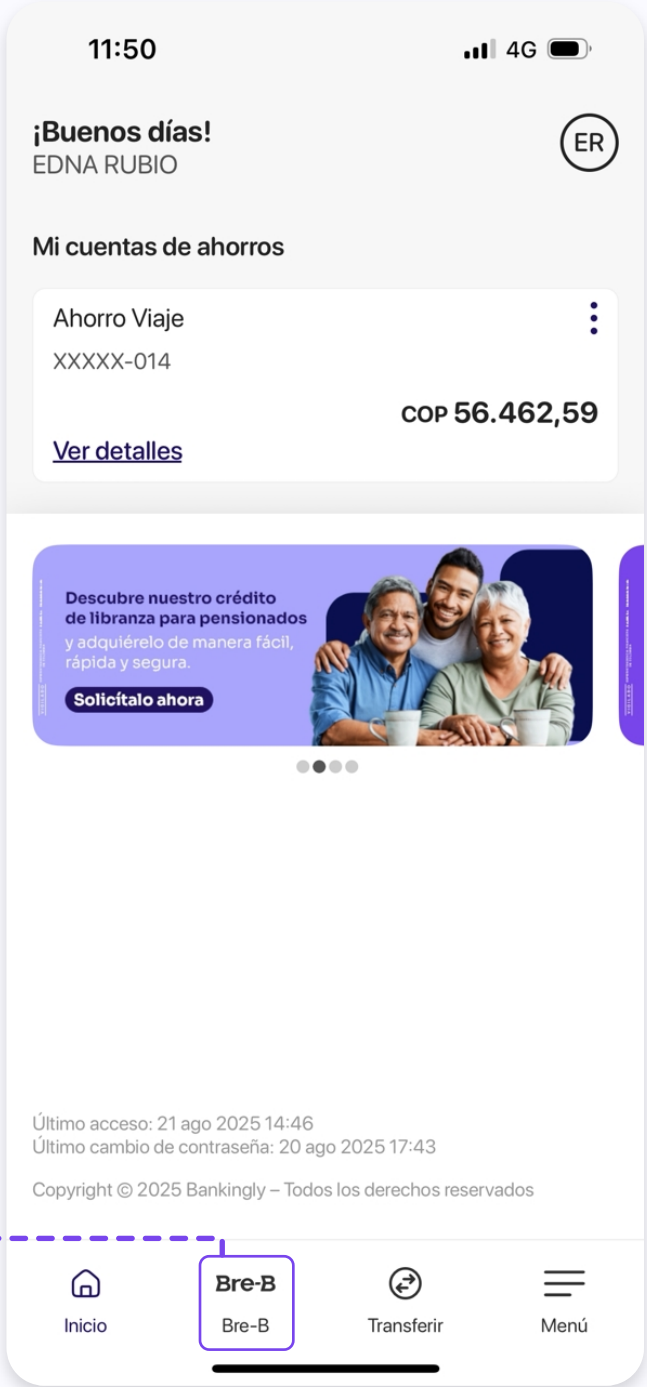 11:50
4G
¡Buenos días!
EDNA RUBIO
ER
Mi cuentas de ahorros
Ahorro Viaje
XXXXX-014
COP 56.462,59
Ver detalles
Descubre nuestro crédito
de libranza para pensionados
y adquiérelo de manera fácil,
rápida y segura.
Solicítalo ahora
Último acceso: 21 ago 2025 14:46
Último cambio de contraseña: 20 ago 2025 17:43
Copyright © 2025 Bankingly – Todos los derechos reservados
Bre-B
Inicio
Bre-B
Transferir
Menú